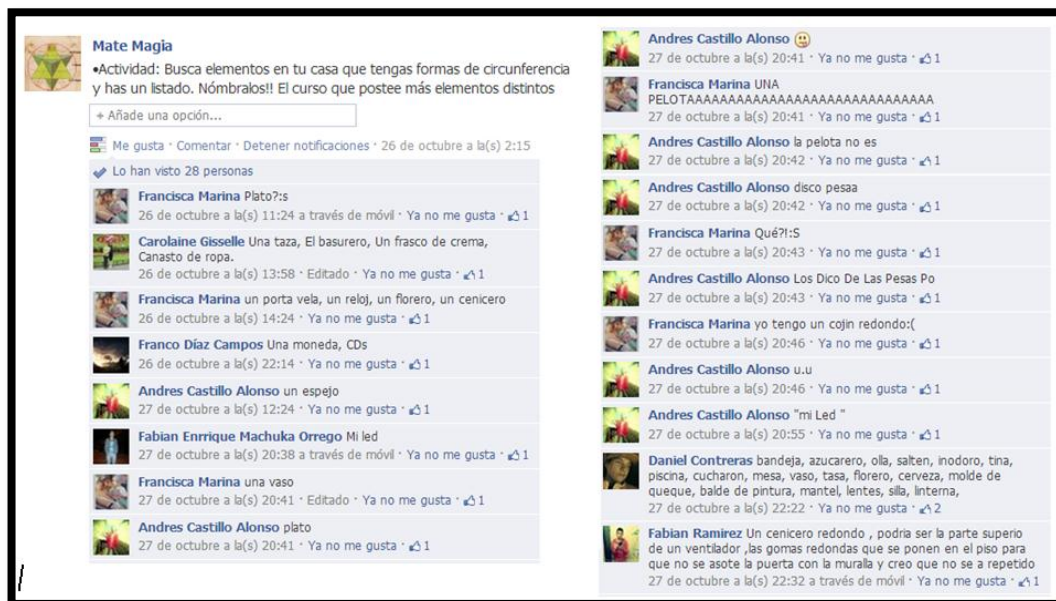 Mate Magia
•Actividad: Busca elementos en tu casa que tengas formas de circunferencia
y has un listado. Nómbralos!! El curso que postee más elementos distintos
+ Añade una opción...
Me gusta · Comentar · Detener notificaciones · 26 de octubre a la(s) 2:15
Lo han visto 28 personas
Francisca Marina Plato?:s
26 de octubre a la(s) 11:24 a través de móvil · Ya no me gusta · 1
Carolaine Gisselle Una taza, El basurero, Un frasco de crema,
Canasto de ropa.
26 de octubre a la(s) 13:58 · Editado · Ya no me gusta · 1
Francisca Marina un porta vela, un reloj, un florero, un cenicero
26 de octubre a la(s) 14:24 · Ya no me gusta · 1
Franco Díaz Campos Una moneda, CDs
26 de octubre a la(s) 22:14 · Ya no me gusta · 1
Andres Castillo Alonso un espejo
27 de octubre a la(s) 12:24 · Ya no me gusta · 1
Fabian Enrrique Machuka Orrego Mi led
27 de octubre a la(s) 20:38 a través de móvil · Ya no me gusta · 1
Francisca Marina una vaso
27 de octubre a la(s) 20:41 · Editado · Ya no me gusta · 1
Andres Castillo Alonso plato
27 de octubre a la(s) 20:41 · Ya no me gusta · 1
Andres Castillo Alonso
27 de octubre a la(s) 20:41 · Ya no me gusta · 1
Francisca Marina UNA
PELOTAAAAAAAAAAAAAAAAAAAAAAAAAAAAAAA
27 de octubre a la(s) 20:41 · Ya no me gusta · 1
Andres Castillo Alonso la pelota no es
27 de octubre a la(s) 20:42 · Ya no me gusta · 1
Andres Castillo Alonso disco pesaa
27 de octubre a la(s) 20:42 · Ya no me gusta · 1
Francisca Marina Qué?!:S
27 de octubre a la(s) 20:43 · Ya no me gusta · 1
Andres Castillo Alonso Los Dico De Las Pesas Po
27 de octubre a la(s) 20:43 · Ya no me gusta · 1
Francisca Marina yo tengo un cojin redondo:(
27 de octubre a la(s) 20:46 · Ya no me gusta · 1
Andres Castillo Alonso u.u
27 de octubre a la(s) 20:46 · Ya no me gusta · 1
Andres Castillo Alonso "mi Led "
27 de octubre a la(s) 20:55 · Ya no me gusta · 1
Daniel Contreras bandeja, azucarero, olla, salten, inodoro, tina,
piscina, cucharon, mesa, vaso, tasa, florero, cerveza, molde de
queque, balde de pintura, mantel, lentes, silla, linterna,
27 de octubre a la(s) 22:22 · Ya no me gusta · 2
Fabian Ramirez Un cenicero redondo , podria ser la parte superio
de un ventilador ,las gomas redondas que se ponen en el piso para
que no se asote la puerta con la muralla y creo que no se a repetido
27 de octubre a la(s) 22:32 a través de móvil · Ya no me gusta · 1